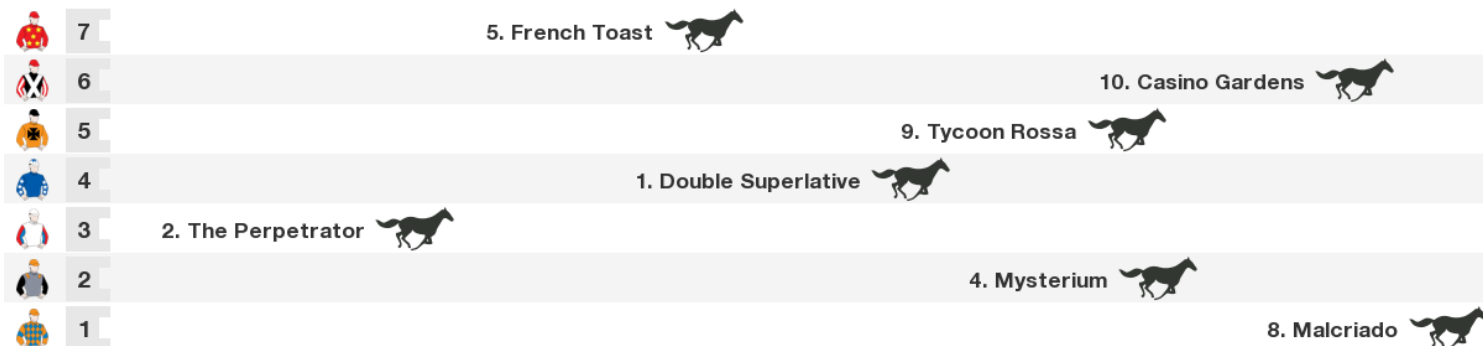 7 5. French Toast
6 10. Casino Gardens
5 9. Tycoon Rossa
4 1. Double Superlative
3 2. The Perpetrator
2 4. Mysterium
1 8. Malcriado